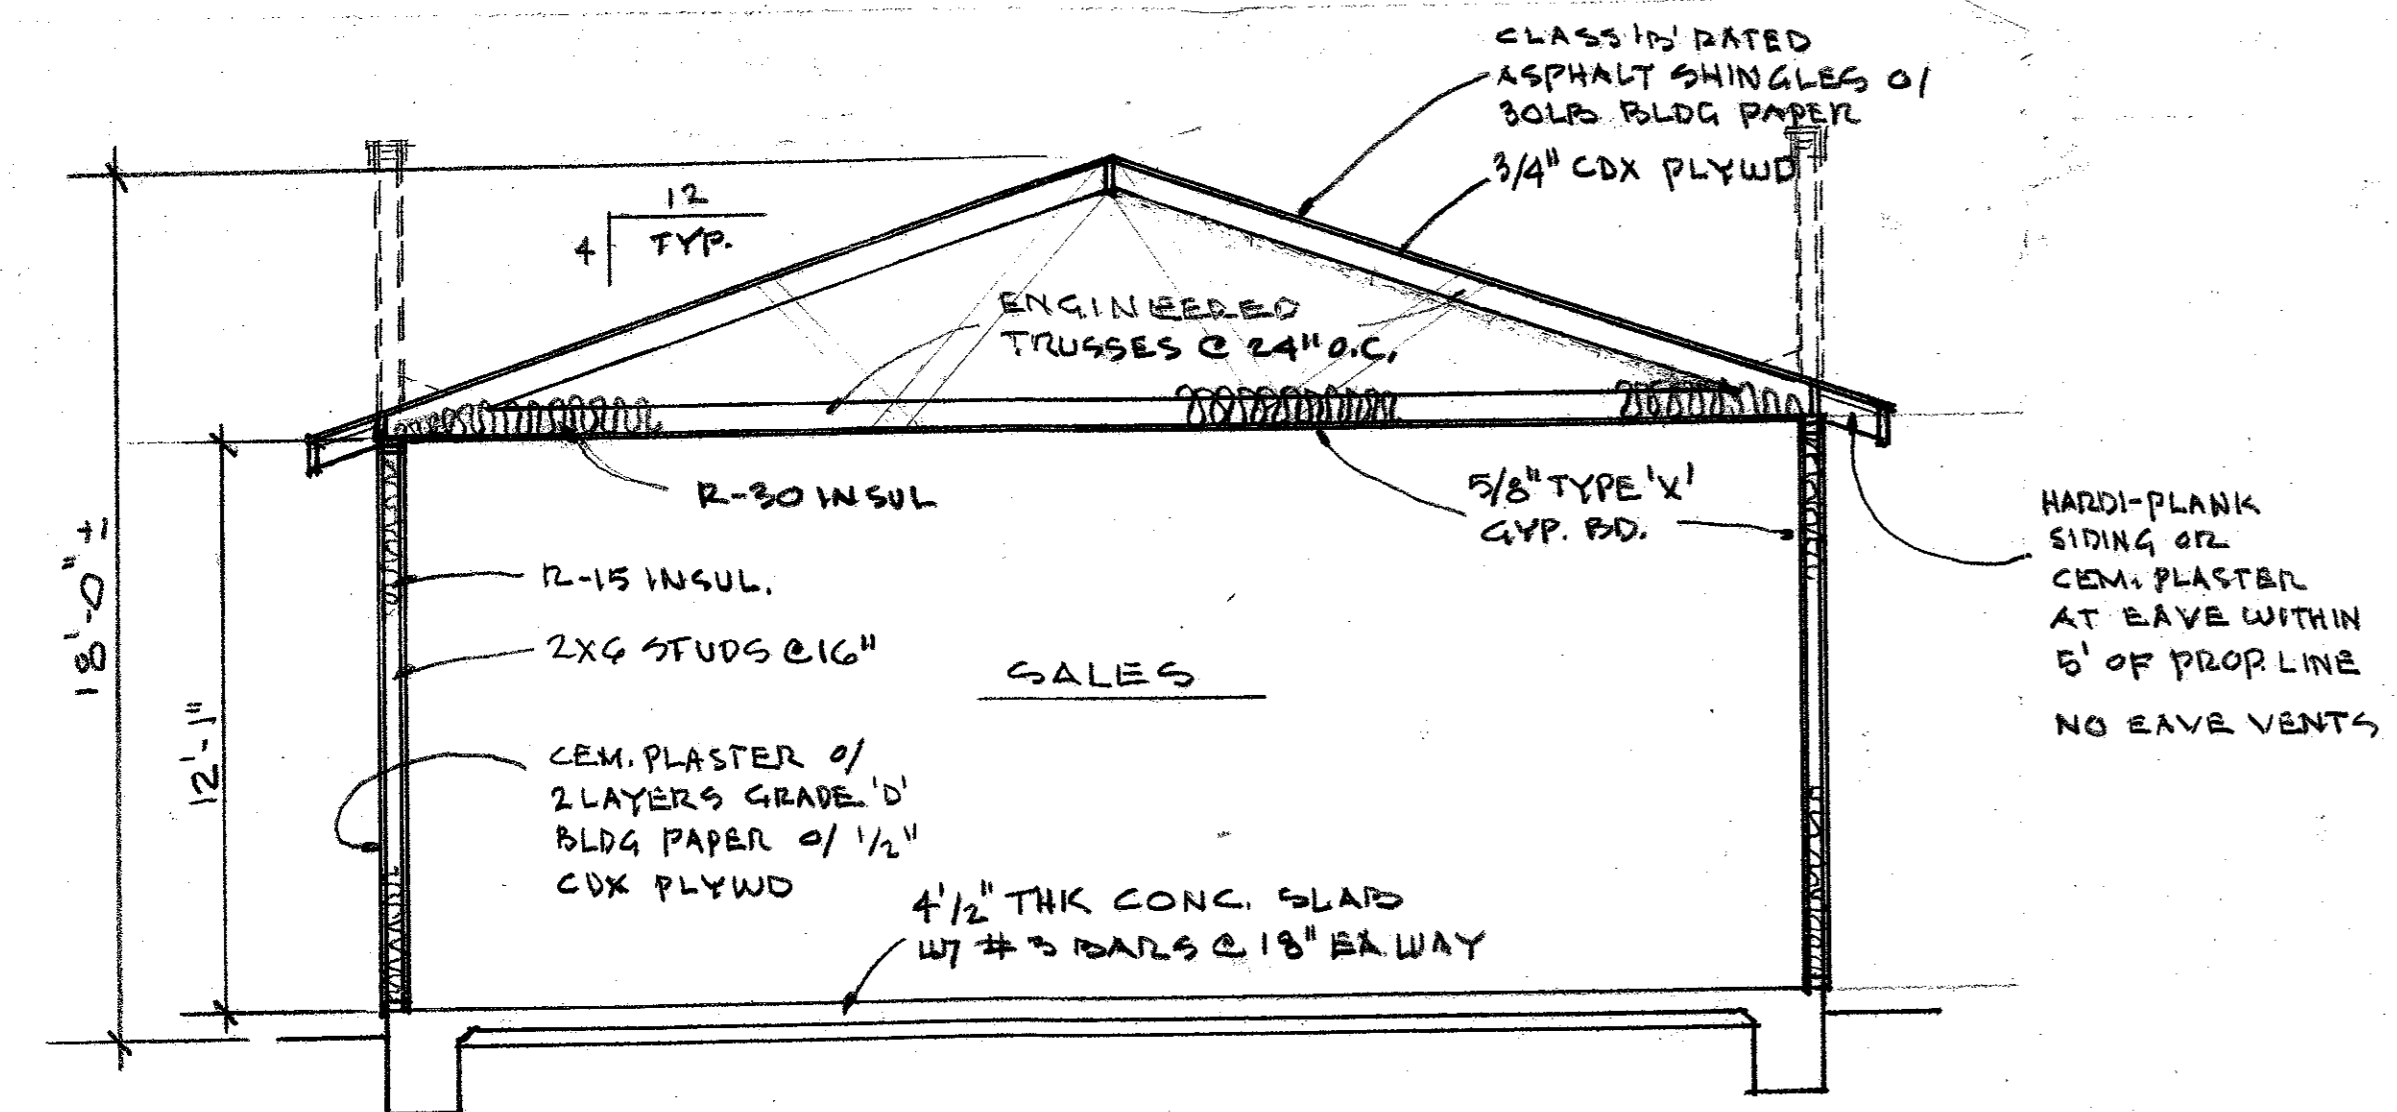 CLASS 'B' RATED
ASPHALT SHINGLES O/
30LB BLDG PAPER
3/4" CDX PLYWD
12
4
TYP.
ENGINEERED
TRUSSES @ 24" O.C.
R-30 INSUL
5/8" TYPE 'X'
GYP. BD.
HARDI-PLANK
SIDING OR
CEM. PLASTER
AT EAVE WITHIN
5' OF PROP. LINE
NO EAVE VENTS
18'-0" ±
12'-1"
R-15 INSUL.
2X6 STUDS @ 16"
SALES
CEM. PLASTER O/
2 LAYERS GRADE 'D'
BLDG PAPER O/ 1/2"
CDX PLYWD
4 1/2" THK CONC. SLAB
W/ # 3 BARS @ 18" EA. WAY